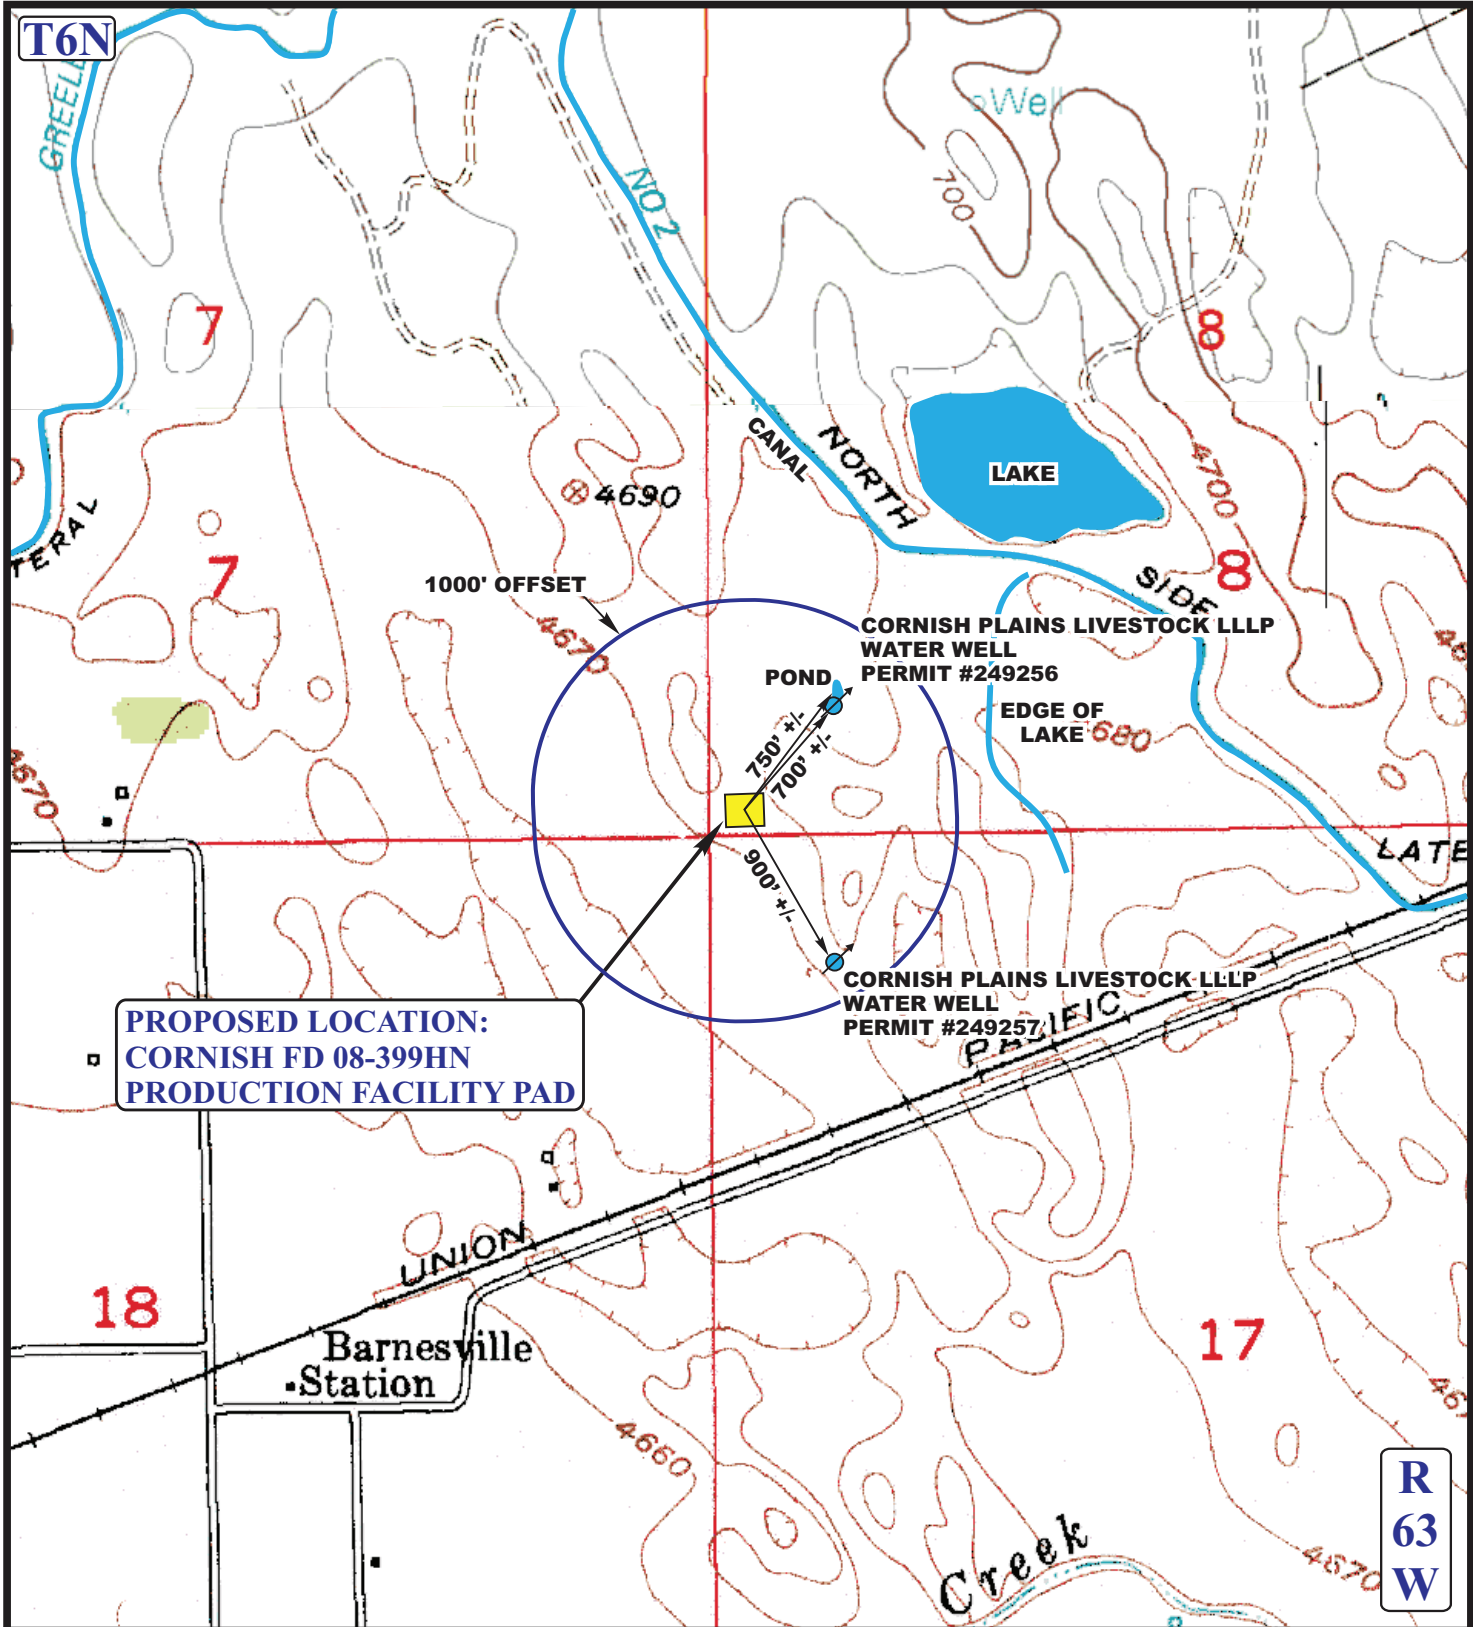 T6N
GREELE
NO 2
Well
700
7
8
CANAL
NORTH
LAKE
4700
4690
TERAL
7
8
1000' OFFSET
SIDE
4670
CORNISH PLAINS LIVESTOCK LLLP
WATER WELL
PERMIT #249256
POND
EDGE OF
LAKE
680
750' +/-
700' +/-
4670
LATE
900' +/-
CORNISH PLAINS LIVESTOCK LLLP
WATER WELL
PERMIT #249257
PACIFIC
PROPOSED LOCATION:
CORNISH FD 08-399HN
PRODUCTION FACILITY PAD
UNION
18
17
Barnesville
Station
467
4660
R
63
W
4670
Creek